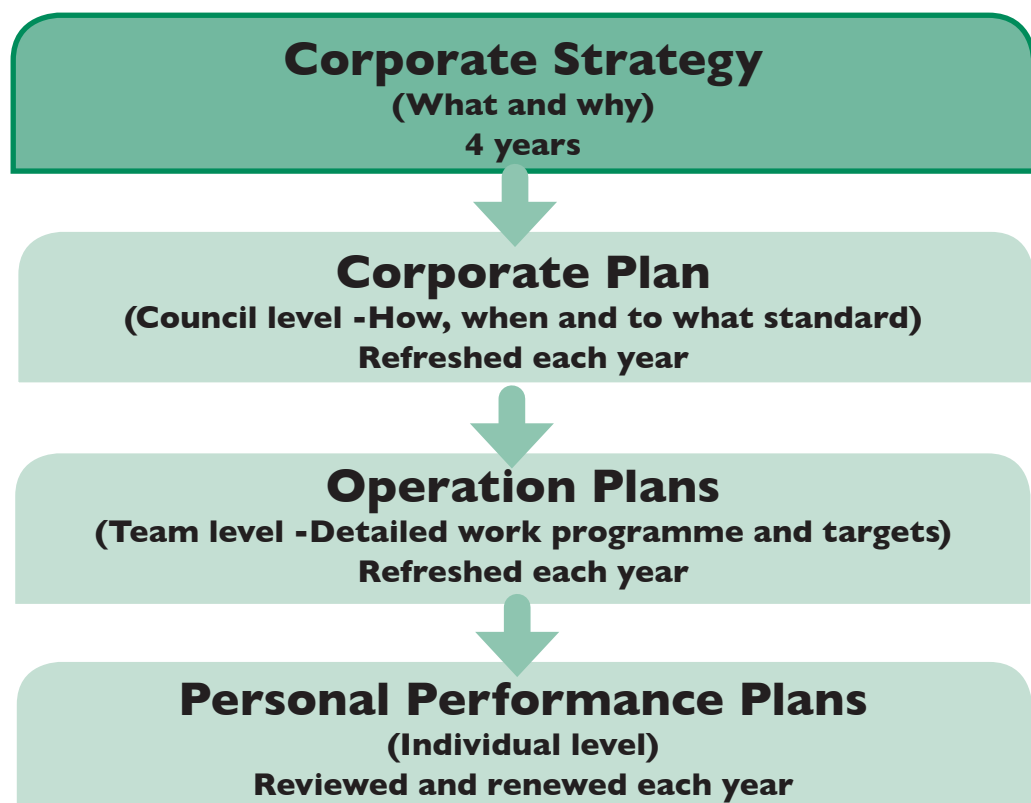 Corporate Strategy
(What and why)
4 years
Corporate Plan
(Council level -How, when and to what standard)
Refreshed each year
Operation Plans
(Team level -Detailed work programme and targets)
Refreshed each year
Personal Performance Plans
(Individual level)
Reviewed and renewed each year